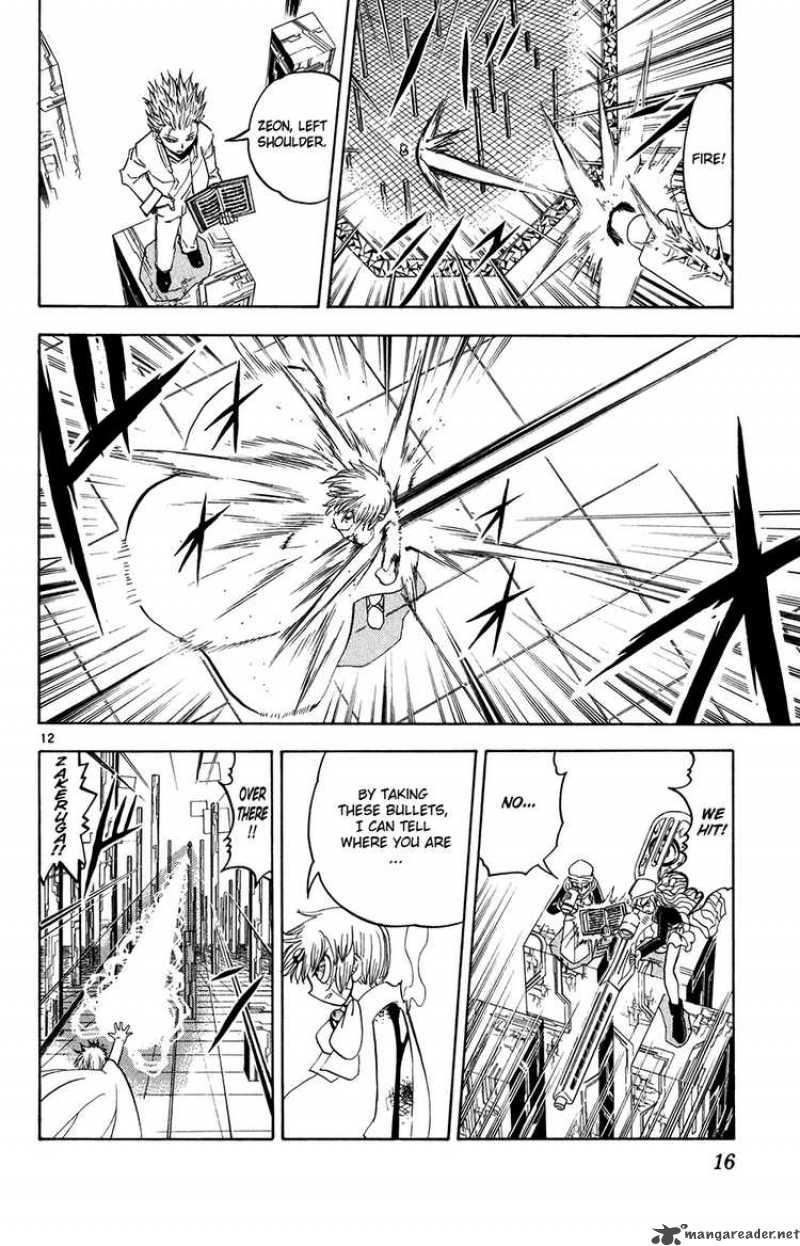 FIRE!
ZEON, LEFT
SHOULDER.
12
WE
HIT!
NO...
BY TAKING
THESE BULLETS,
I CAN TELL
WHERE YOU ARE
...
OVER
THERE!!
ZAKERUGA!!
16
mangareader.net